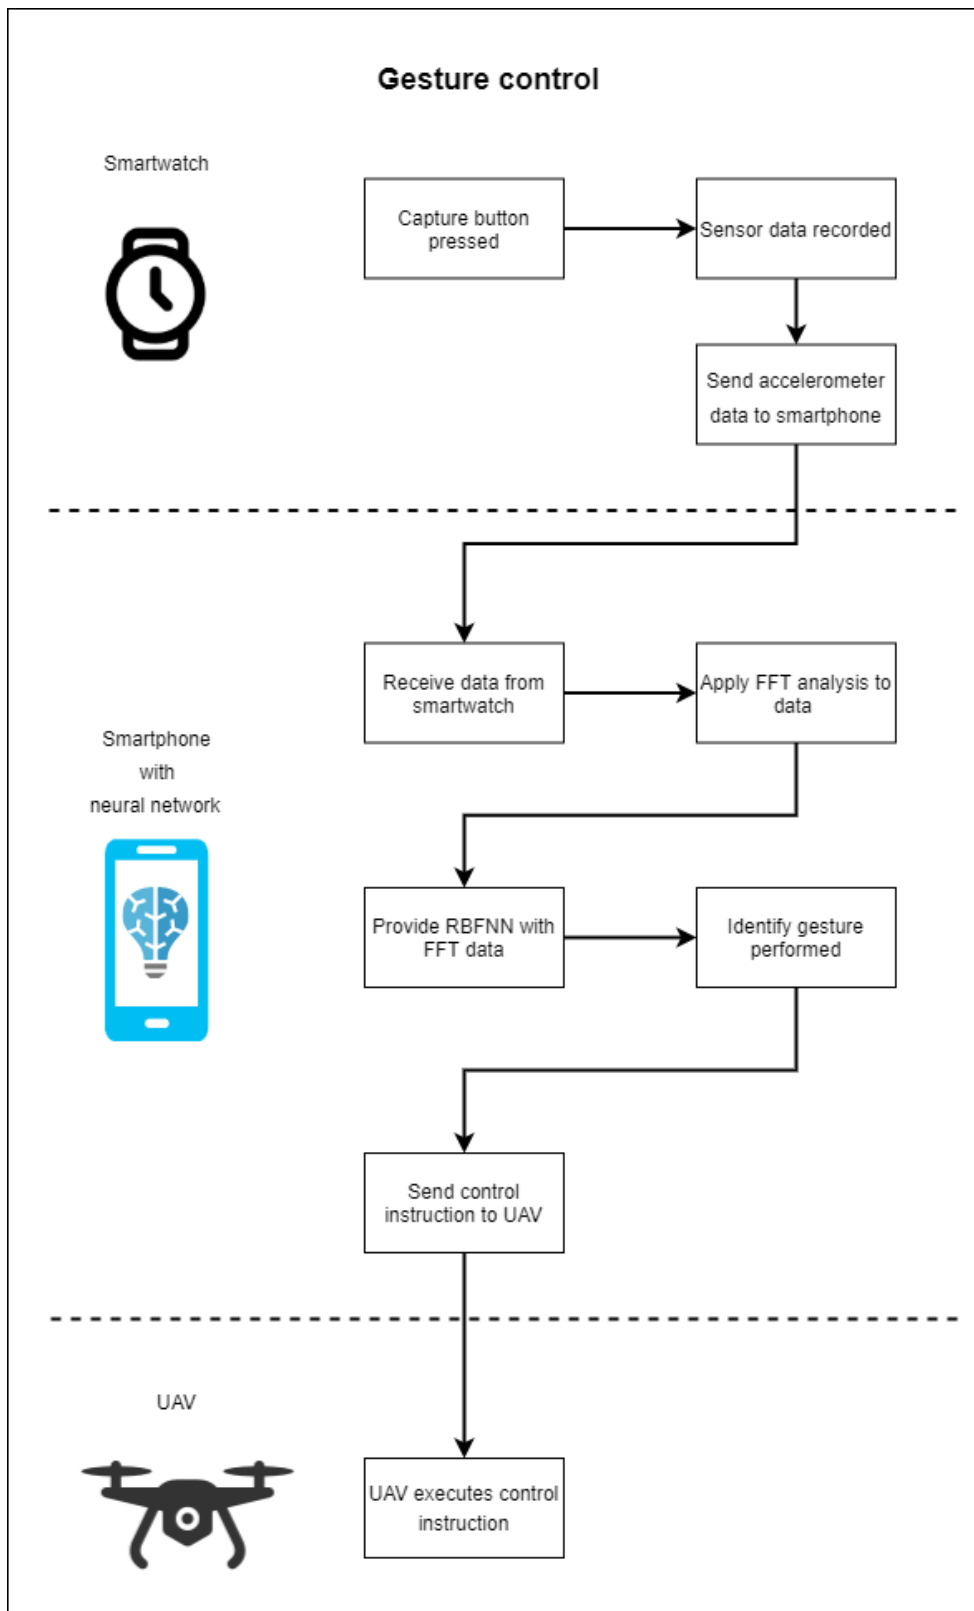 Gesture control
Smartwatch
Capture button
pressed
Sensor data recorded
Send accelerometer
data to smartphone
Receive data from
smartwatch
Apply FFT analysis to
data
Smartphone
with
neural network
Provide RBFNN with
FFT data
Identify gesture
performed
Send control
instruction to UAV
UAV
UAV executes control
instruction